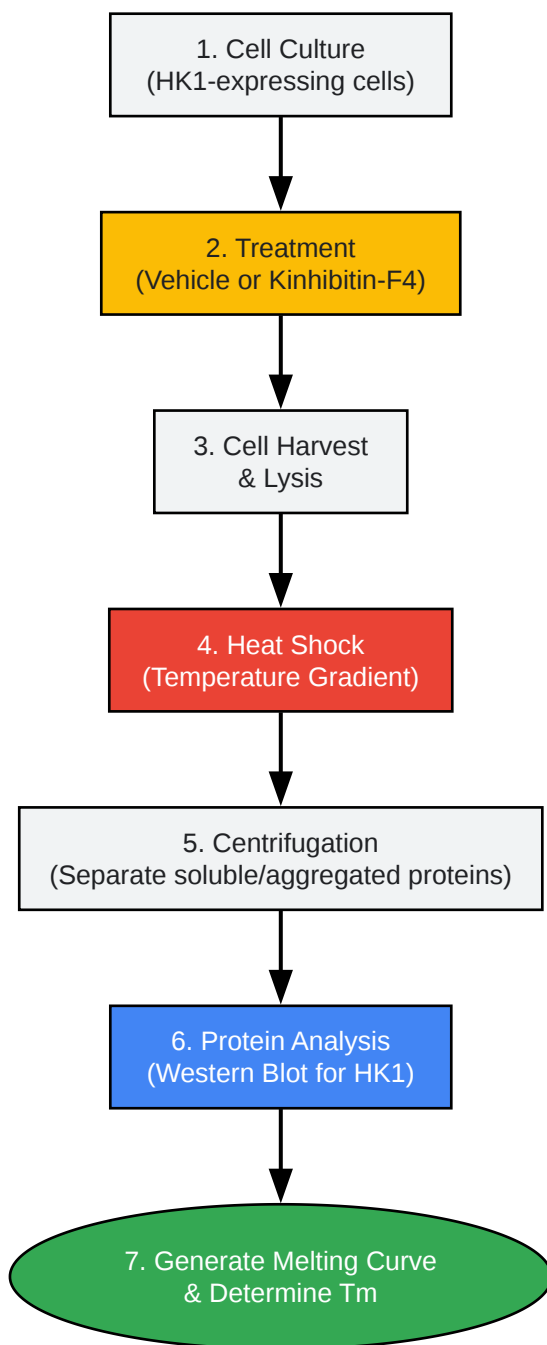 1. Cell Culture
(HK1-expressing cells)
2. Treatment
(Vehicle or Kinhibitin-F4)
3. Cell Harvest
& Lysis
4. Heat Shock
(Temperature Gradient)
5. Centrifugation
(Separate soluble/aggregated proteins)
6. Protein Analysis
(Western Blot for HK1)
7. Generate Melting Curve
& Determine Tm